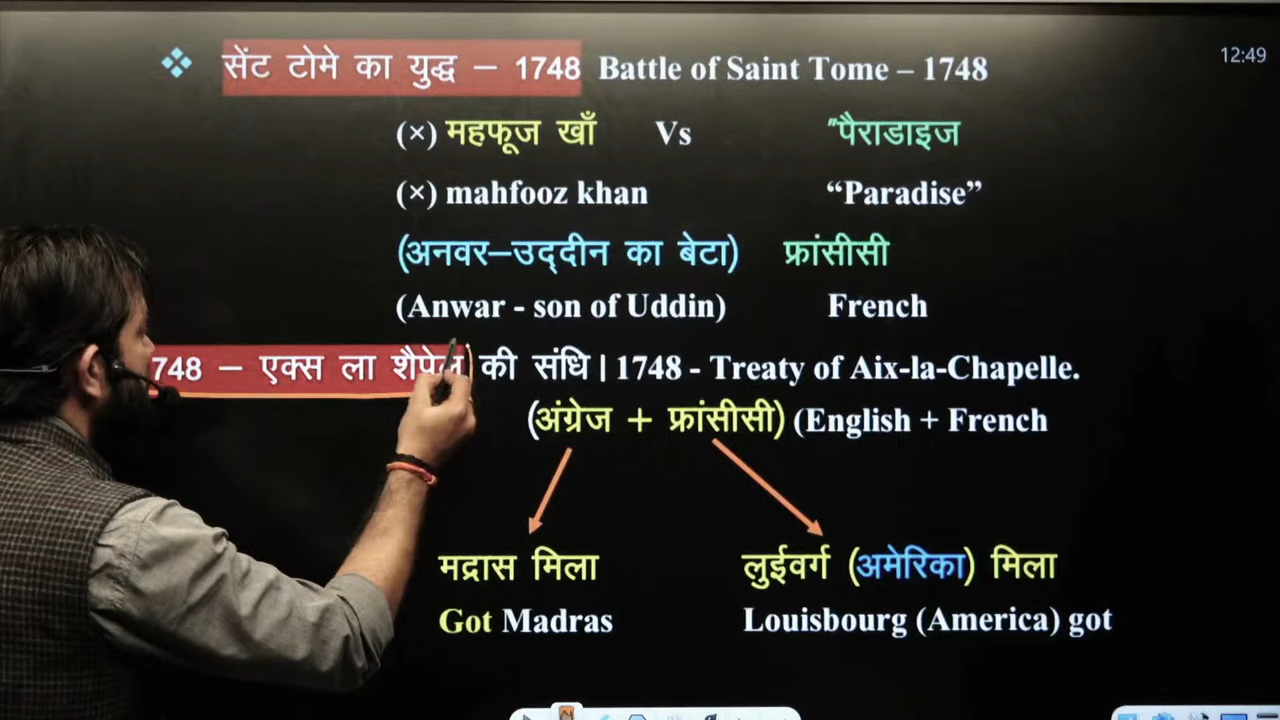 12:49
❖ सेंट टोमे का युद्ध – 1748 Battle of Saint Tome – 1748
(×) महफूज खाँ Vs "पैराडाइज
(×) mahfooz khan “Paradise”
(अनवर–उद्दीन का बेटा) फ्रांसीसी
(Anwar - son of Uddin) French
748 – एक्स ला शैपेल की संधि | 1748 - Treaty of Aix-la-Chapelle.
(अंग्रेज + फ्रांसीसी) (English + French
मद्रास मिला लुईवर्ग (अमेरिका) मिला
Got Madras Louisbourg (America) got